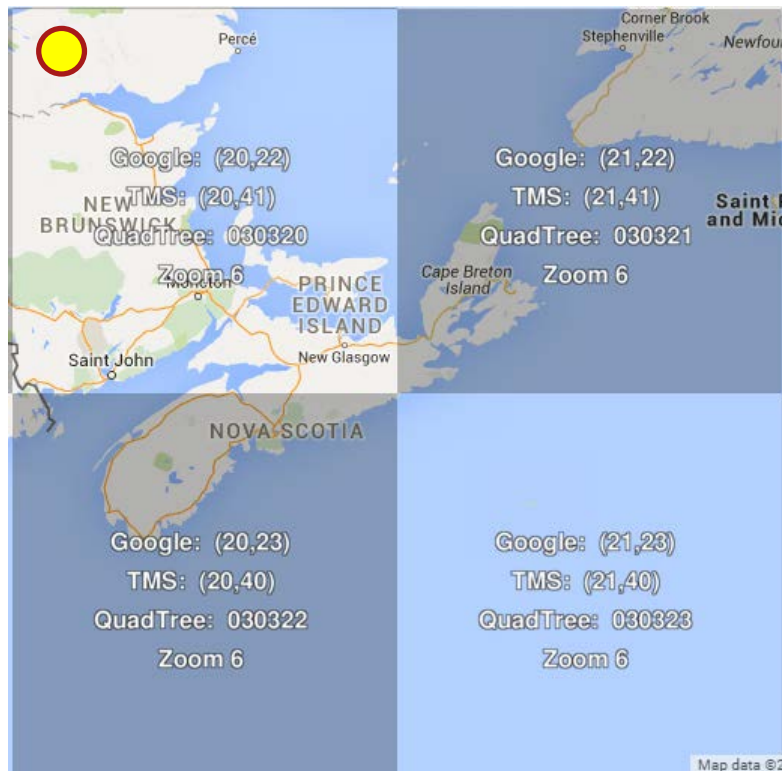 Percé
Google: (20,22)
TMS: (20,41)
NEW
BRUNSWICK
QuadTree: 030320
Zoom 6
Moncton
PRINCE
EDWARD
ISLAND
Saint John
New Glasgow
Corner Brook
Stephenville
Newfou
Google: (21,22)
TMS: (21,41)
Saint
and Mic
QuadTree: 030321
Cape Breton
Island
Zoom 6
NOVA SCOTIA
Google: (20,23)
TMS: (20,40)
QuadTree: 030322
Zoom 6
Google: (21,23)
TMS: (21,40)
QuadTree: 030323
Zoom 6
Map data ©2